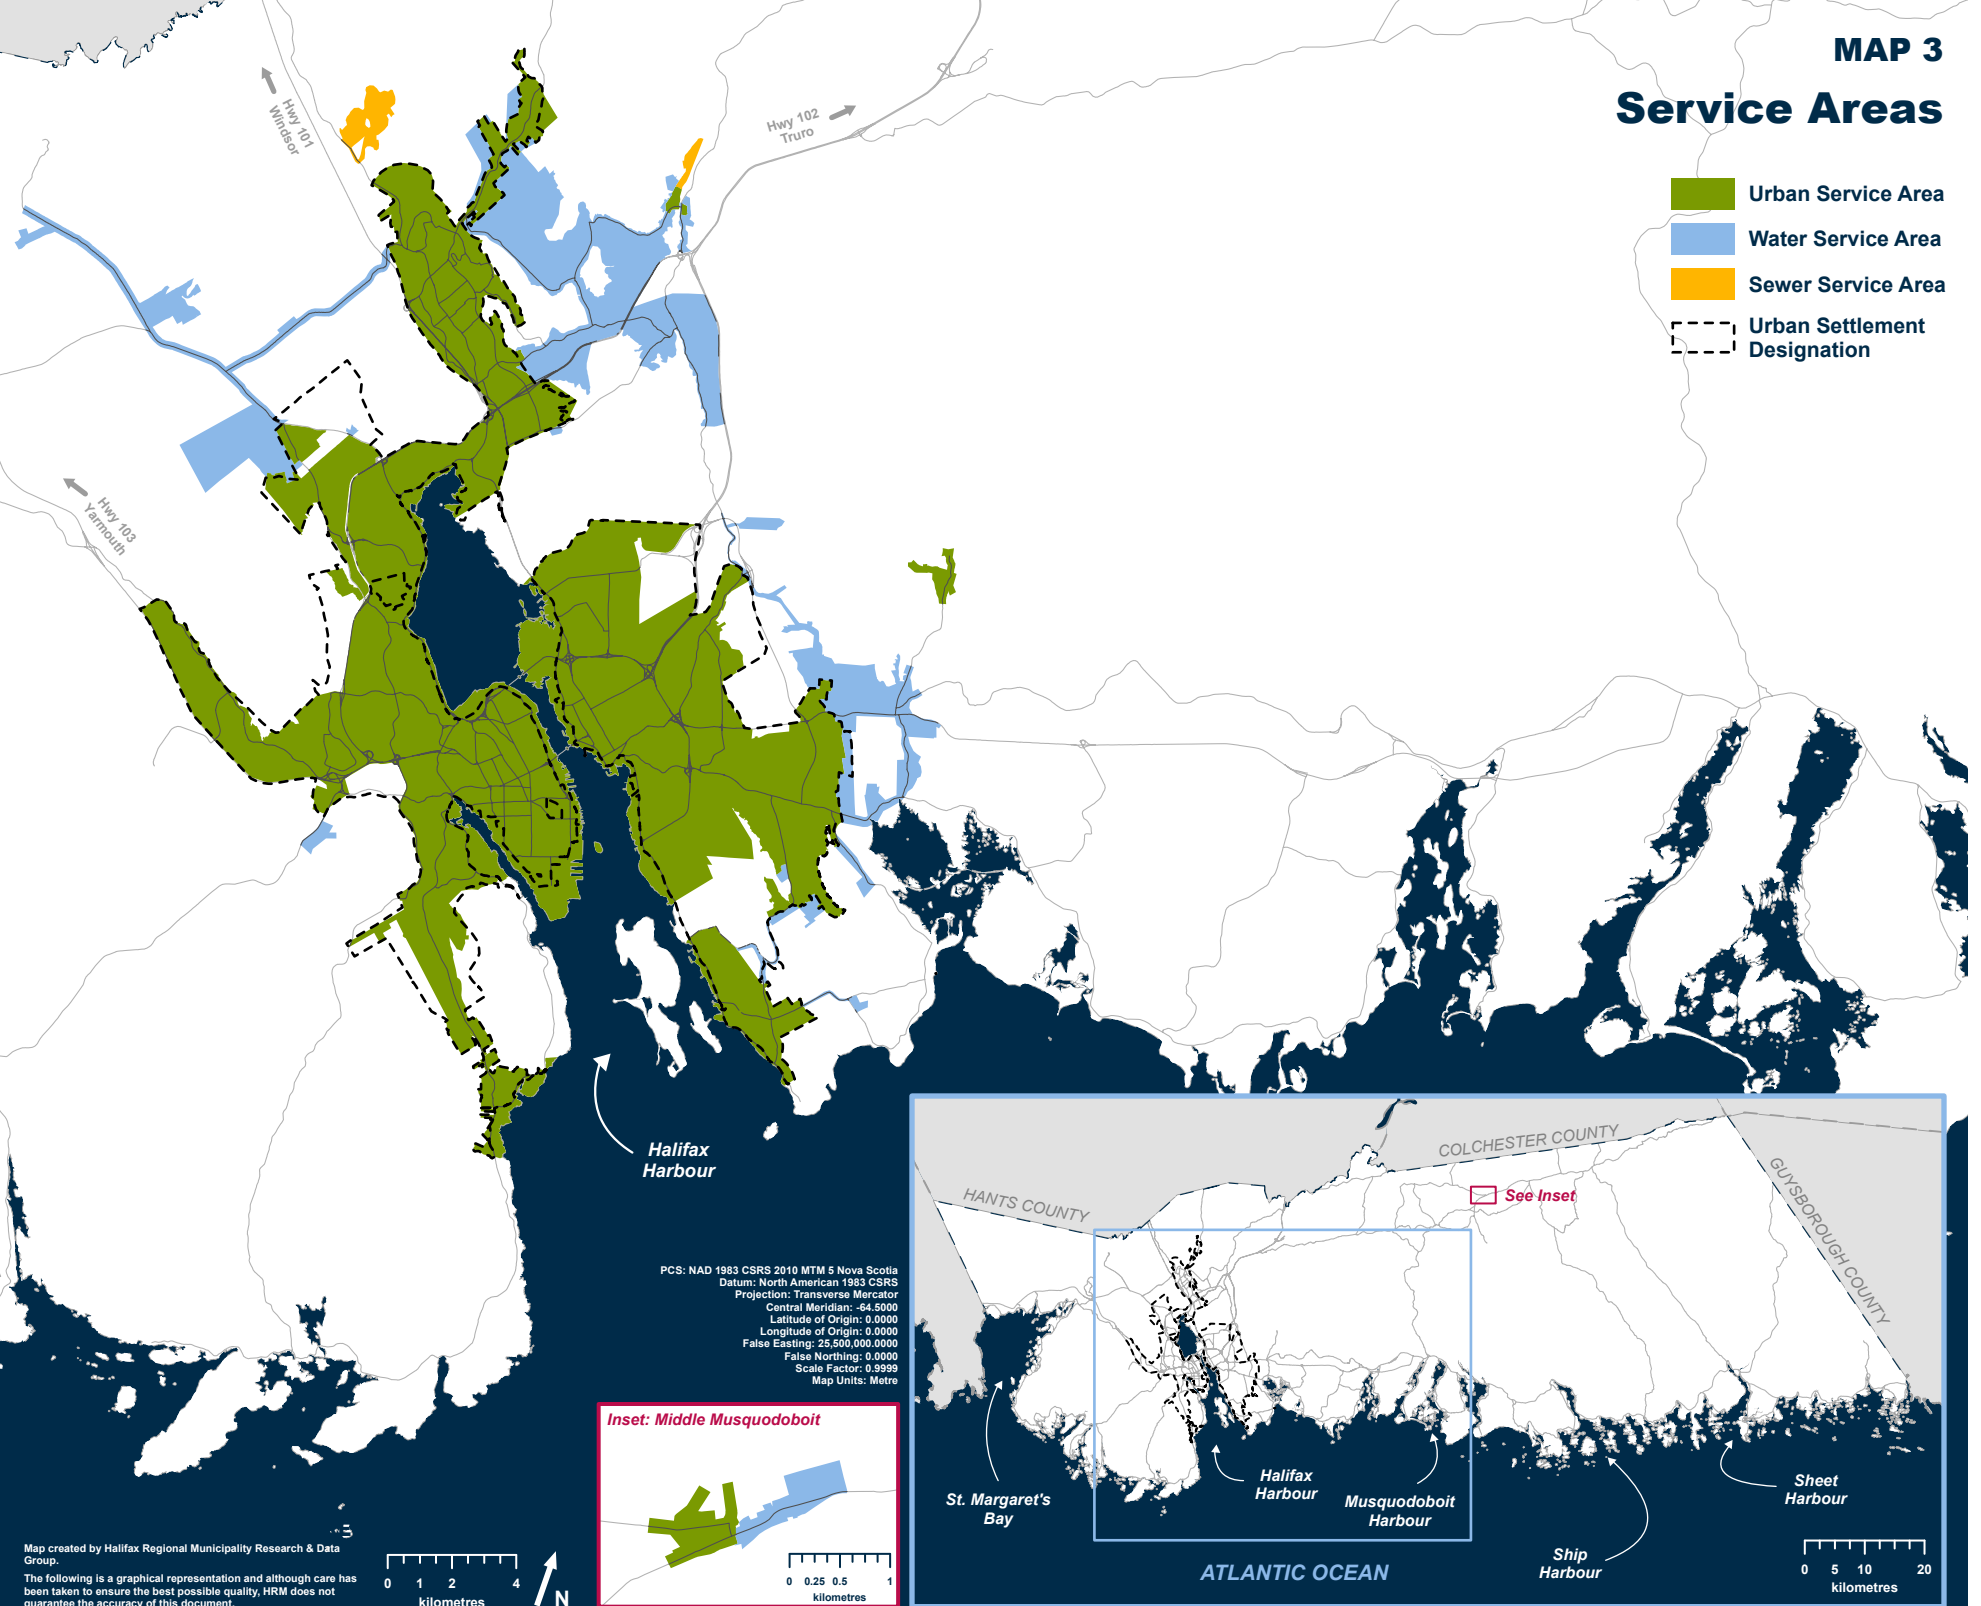 MAP 3
Service Areas
Urban Service Area
Water Service Area
Sewer Service Area
Urban Settlement
Designation
Hwy 101
Windsor
Hwy 102
Truro
Hwy 103
Yarmouth
Halifax
Harbour
PCS: NAD 1983 CSRS 2010 MTM 5 Nova Scotia
Datum: North American 1983 CSRS
Projection: Transverse Mercator
Central Meridian: -64.5000
Latitude of Origin: 0.0000
Longitude of Origin: 0.0000
False Easting: 25,500,000.0000
False Northing: 0.0000
Scale Factor: 0.9999
Map Units: Metre
Inset: Middle Musquodoboit
0 0.25 0.5 1
kilometres
Map created by Halifax Regional Municipality Research & Data
Group.
The following is a graphical representation and although care has
been taken to ensure the best possible quality, HRM does not
guarantee the accuracy of this document.
0 1 2 4
kilometres
N
COLCHESTER COUNTY
HANTS COUNTY
GUYSBOROUGH COUNTY
See Inset
St. Margaret's
Bay
Halifax
Harbour
Musquodoboit
Harbour
Ship
Harbour
Sheet
Harbour
ATLANTIC OCEAN
0 5 10 20
kilometres